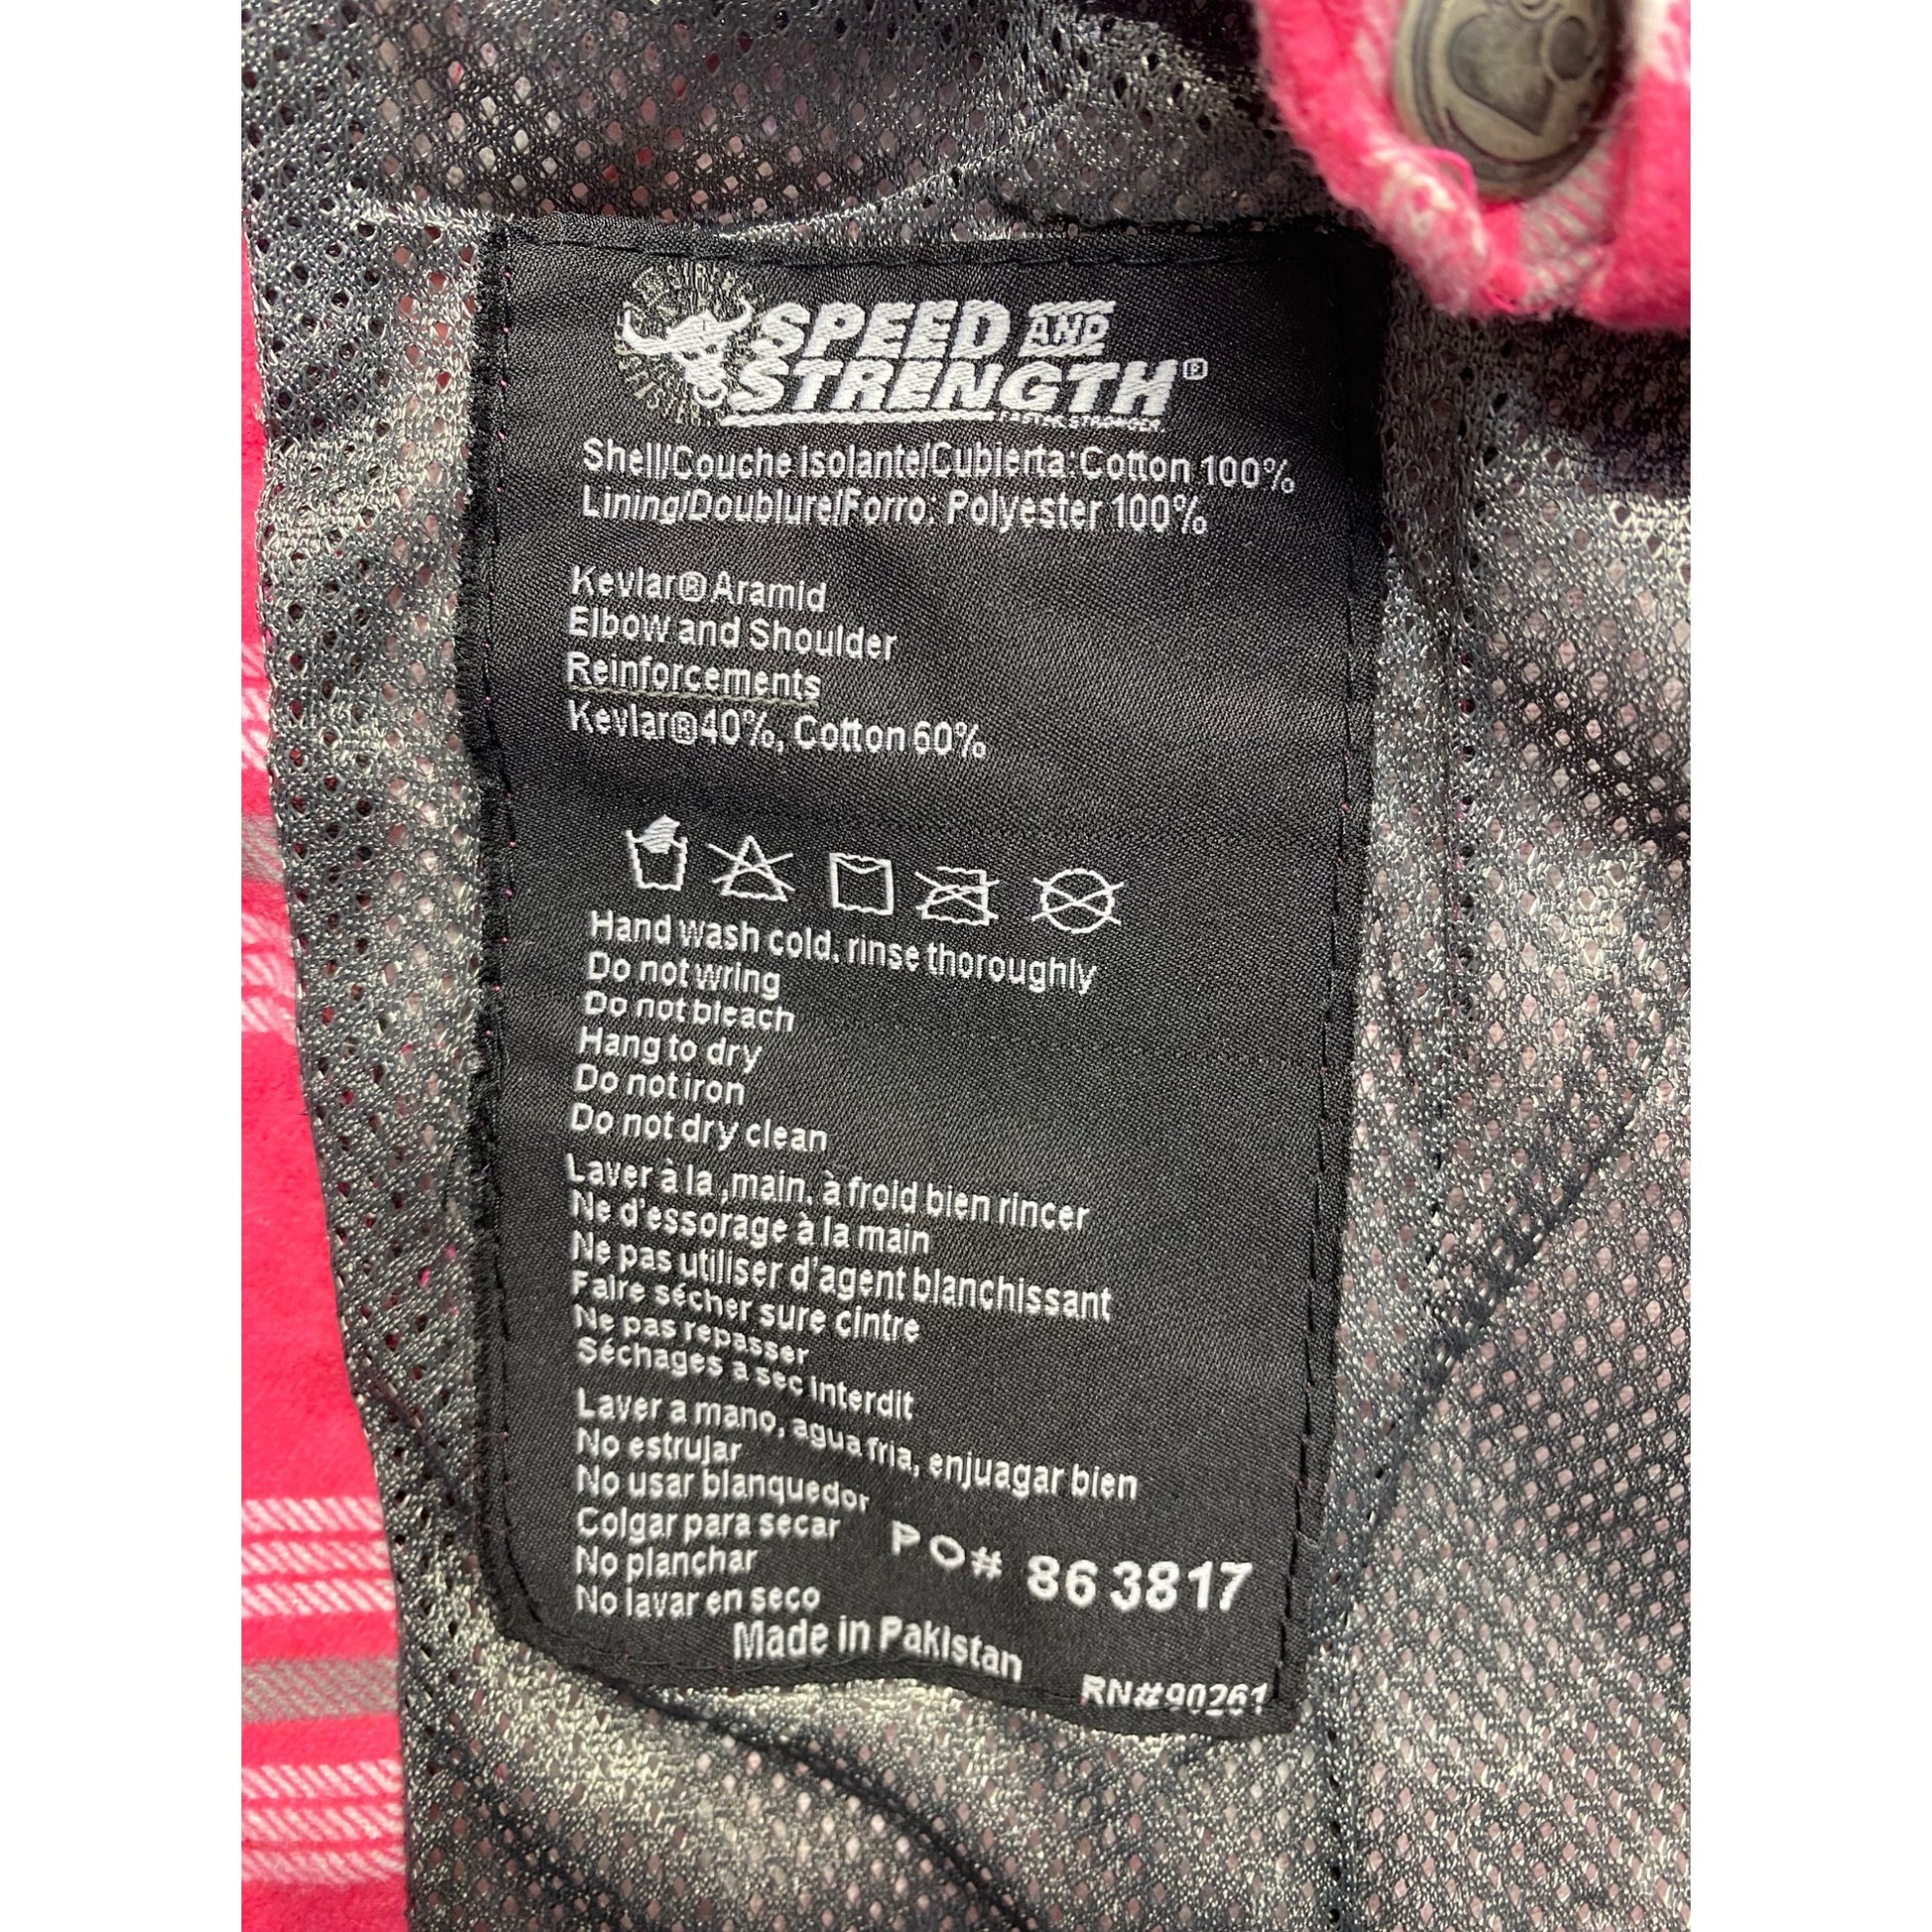 SPEED AND
STRENGTH®
FASTER. STRONGER.
Shell/Couche isolante/Cubierta:Cotton 100%
Lining/Doublure/Forro: Polyester 100%
Kevlar® Aramid
Elbow and Shoulder
Reinforcements
Kevlar® 40%, Cotton 60%
Hand wash cold, rinse thoroughly
Do not wring
Do not bleach
Hang to dry
Do not iron
Do not dry clean
Laver à la ,main, à froid bien rincer
Ne d'essorage à la main
Ne pas utiliser d'agent blanchissant
Faire sécher sure cintre
Ne pas repasser
Séchages a sec interdit
Laver a mano, agua fria, enjuagar bien
No estrujar
No usar blanquedor
Colgar para secar
No planchar
No lavar en seco
PO# 863817
Made in Pakistan
RN#90261